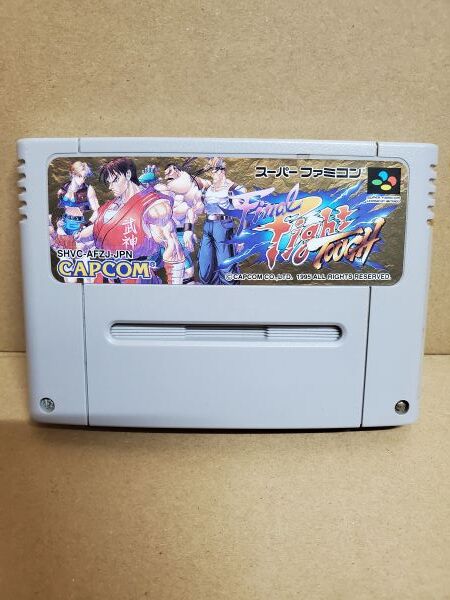 スーパーファミコン
Final
Fight
TOUGH
武神
SHVC-AFZJ-JPN
CAPCOM
©CAPCOM CO.,LTD. 1995 ALL RIGHTS RESERVED.